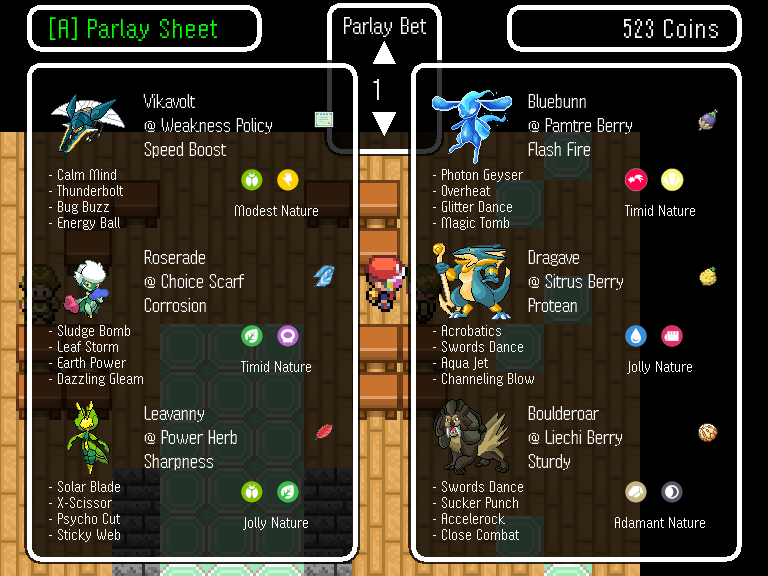 [A] Parlay Sheet
Parlay Bet
1
523 Coins
Vikavolt
@ Weakness Policy
Speed Boost
- Calm Mind
- Thunderbolt
- Bug Buzz
- Energy Ball
Modest Nature
Roserade
@ Choice Scarf
Corrosion
- Sludge Bomb
- Leaf Storm
- Earth Power
- Dazzling Gleam
Timid Nature
Leavanny
@ Power Herb
Sharpness
- Solar Blade
- X-Scissor
- Psycho Cut
- Sticky Web
Jolly Nature
Bluebunn
@ Pamtre Berry
Flash Fire
- Photon Geyser
- Overheat
- Glitter Dance
- Magic Tomb
Timid Nature
Dragave
@ Sitrus Berry
Protean
- Acrobatics
- Swords Dance
- Aqua Jet
- Channeling Blow
Jolly Nature
Boulderoar
@ Liechi Berry
Sturdy
- Swords Dance
- Sucker Punch
- Accelerock
- Close Combat
Adamant Nature